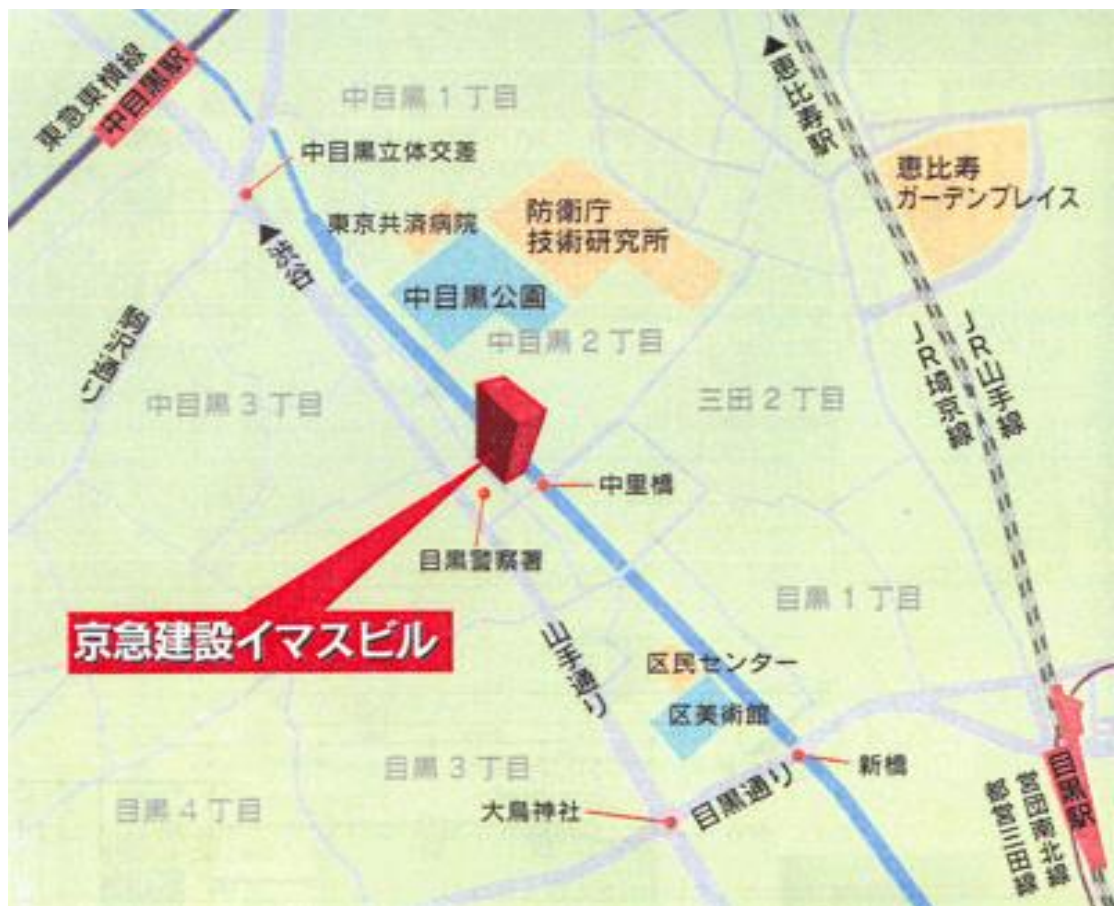 東急東横線
中目黒駅
中目黒1丁目
▲恵比寿駅
恵比寿
ガーデンプレイス
中目黒立体交差
東京共済病院
防衛庁
技術研究所
▲渋谷
中目黒公園
駒沢通り
中目黒2丁目
JR山手線
JR埼京線
中目黒3丁目
三田2丁目
中里橋
目黒警察署
目黒1丁目
京急建設イマスビル
山手通り
区民センター
区美術館
目黒3丁目
新橋
目黒4丁目
大鳥神社
目黒通り
目黒駅
営団南北線
都営三田線